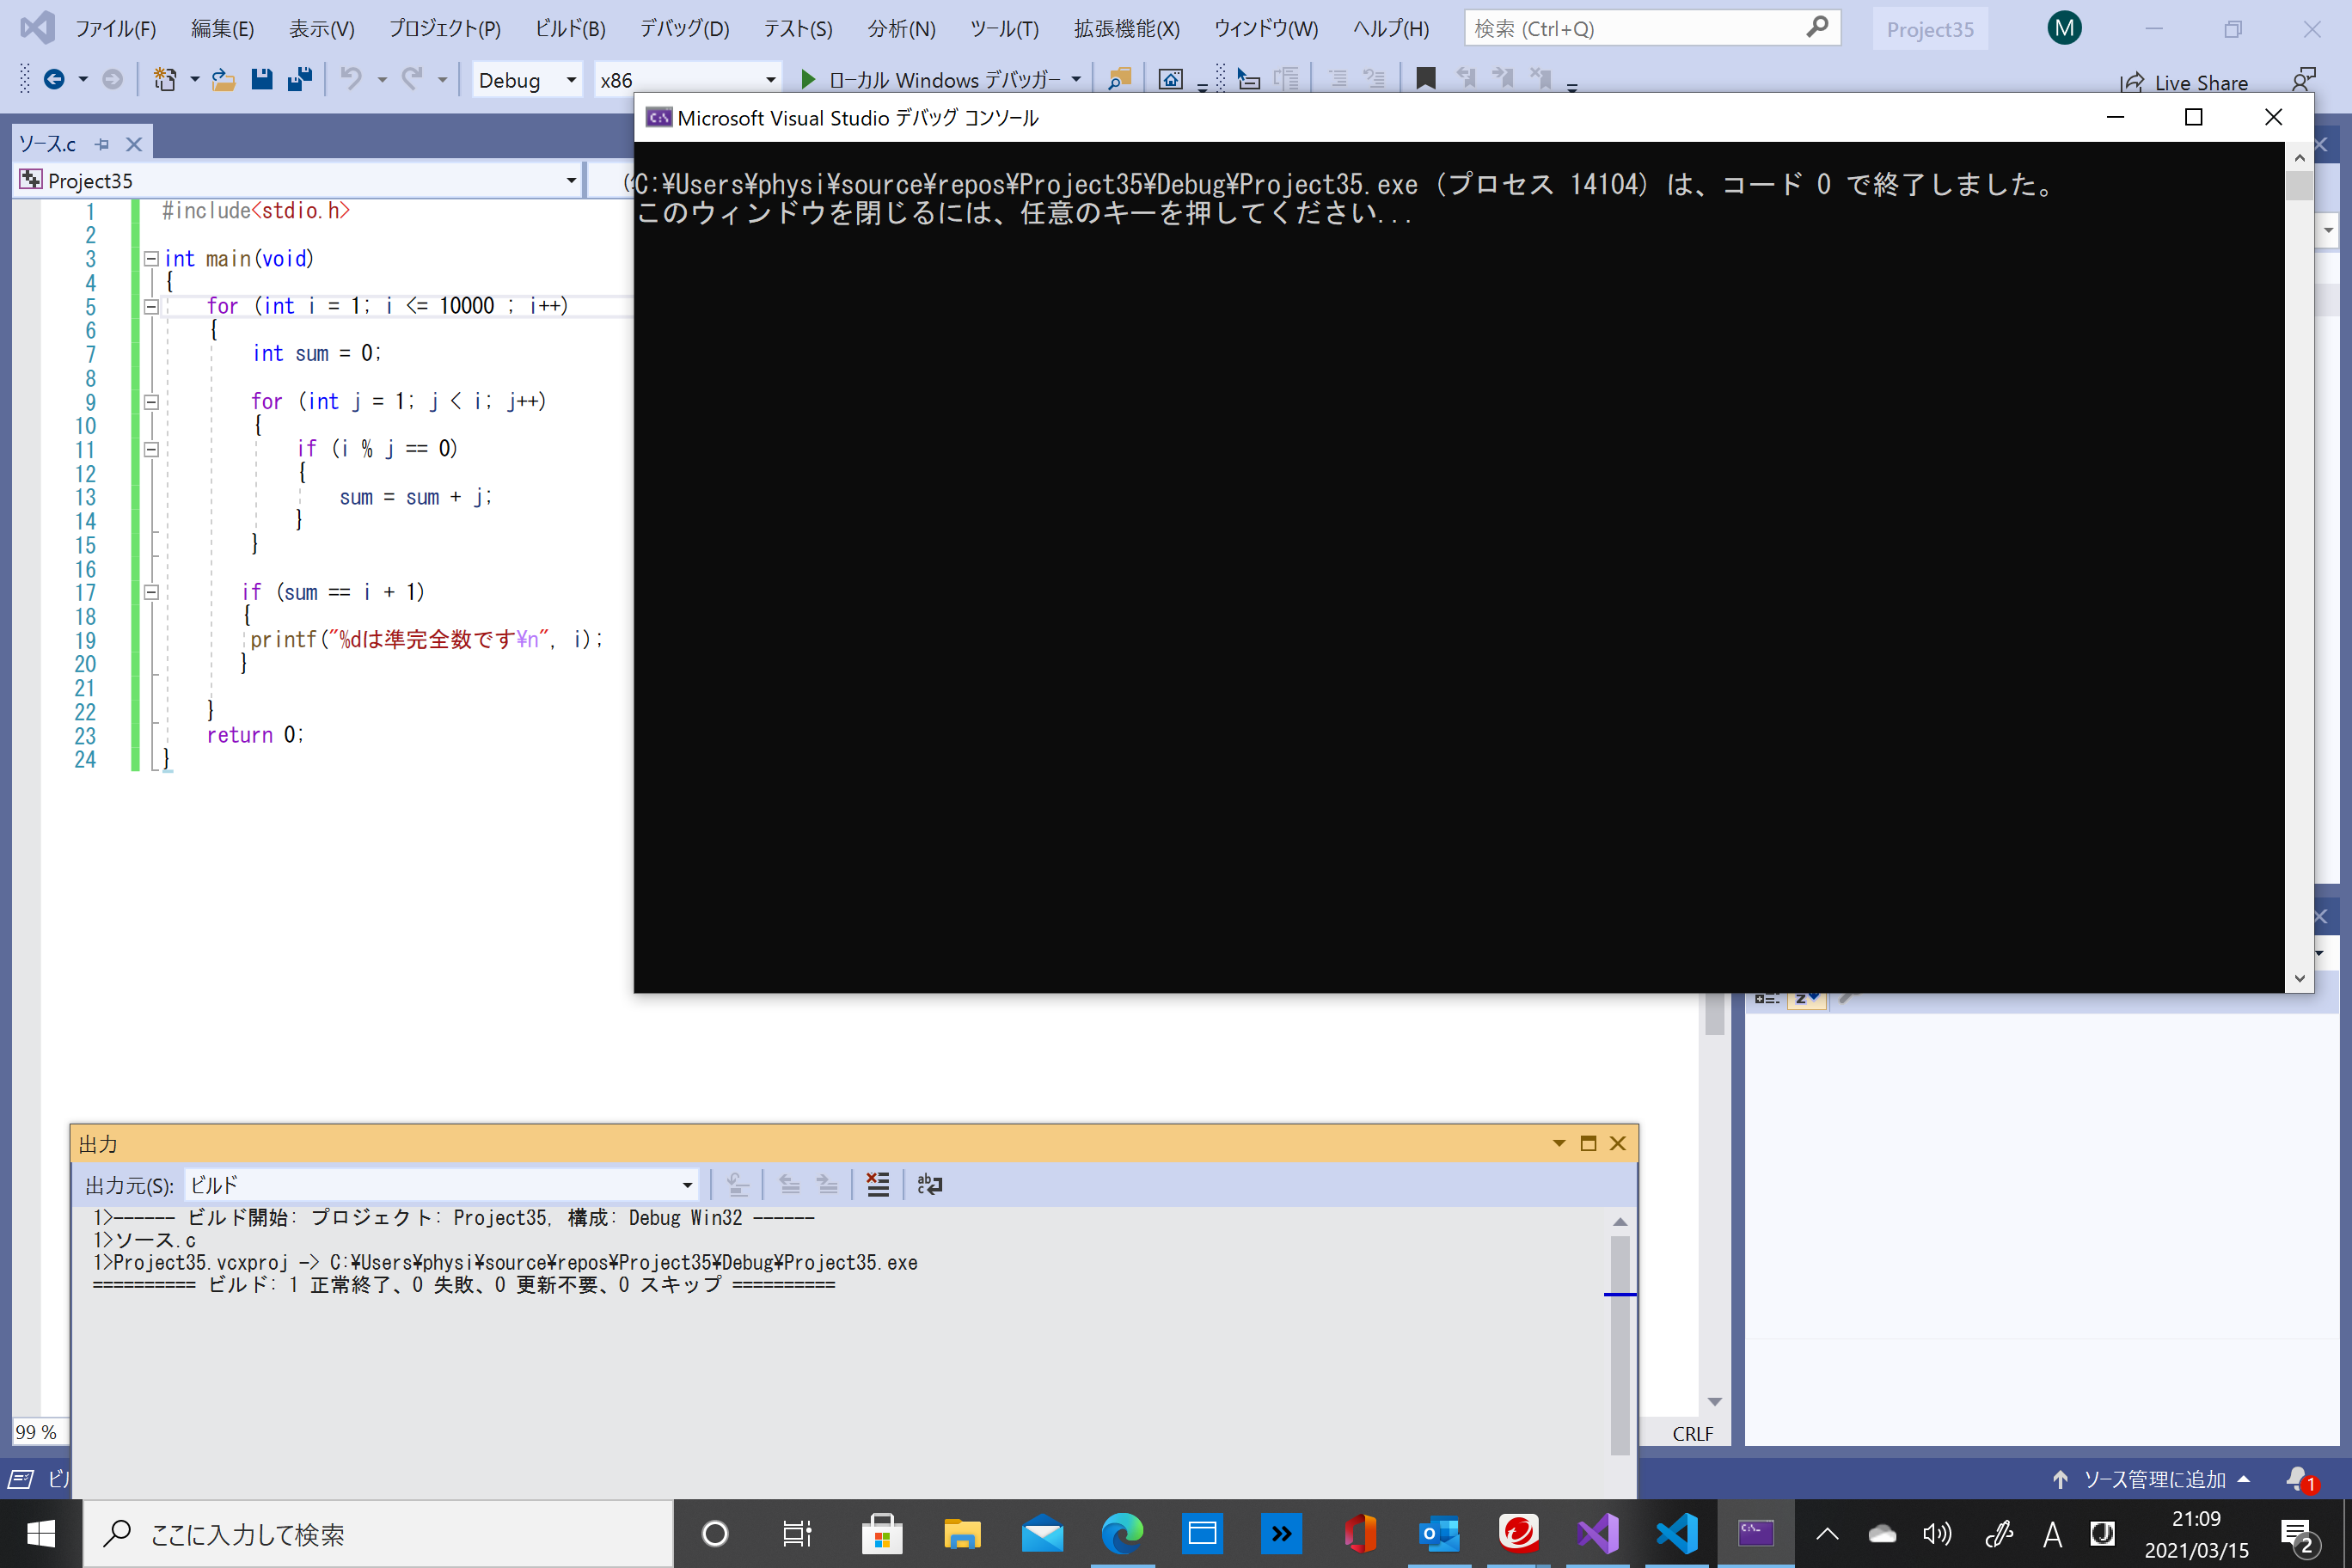 ファイル(F) 編集(E) 表示(V) プロジェクト(P) ビルド(B) デバッグ(D) テスト(S) 分析(N) ツール(T) 拡張機能(X) ウィンドウ(W) ヘルプ(H) 検索 (Ctrl+Q) Project35 M
Debug x86 ローカル Windows デバッガー Live Share
ソース.c
Project35
Microsoft Visual Studio デバッグ コンソール
C:¥Users¥physi¥source¥repos¥Project35¥Debug¥Project35.exe (プロセス 14104) は、コード 0 で終了しました。
このウィンドウを閉じるには、任意のキーを押してください...
1 #include<stdio.h>
2
3 int main(void)
4 {
5 for (int i = 1; i <= 10000 ; i++)
6 {
7 int sum = 0;
8
9 for (int j = 1; j < i; j++)
10 {
11 if (i % j == 0)
12 {
13 sum = sum + j;
14 }
15 }
16
17 if (sum == i + 1)
18 {
19 printf("%dは準完全数です¥n", i);
20 }
21
22 }
23 return 0;
24 }
出力
出力元(S): ビルド
1>------ ビルド開始: プロジェクト: Project35, 構成: Debug Win32 ------
1>ソース.c
1>Project35.vcxproj -> C:¥Users¥physi¥source¥repos¥Project35¥Debug¥Project35.exe
========== ビルド: 1 正常終了、0 失敗、0 更新不要、0 スキップ ==========
99 % CRLF
ソース管理に追加 1
ここに入力して検索
A
21:09
2021/03/15
2